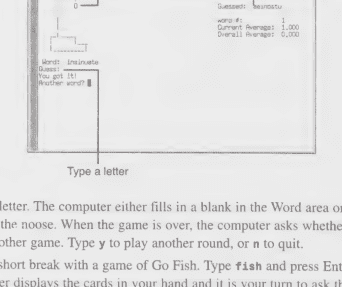 0
Guessed: aeinostu
Word #: 1
Current Average: 1.000
Overall Average: 0.000
Word: insinuate
Guess:
You got it!
Another word?
Type a letter
letter. The computer either fills in a blank in the Word area or
the noose. When the game is over, the computer asks whethe
other game. Type y to play another round, or n to quit.
short break with a game of Go Fish. Type fish and press Ent
er displays the cards in your hand and it is your turn to ask th